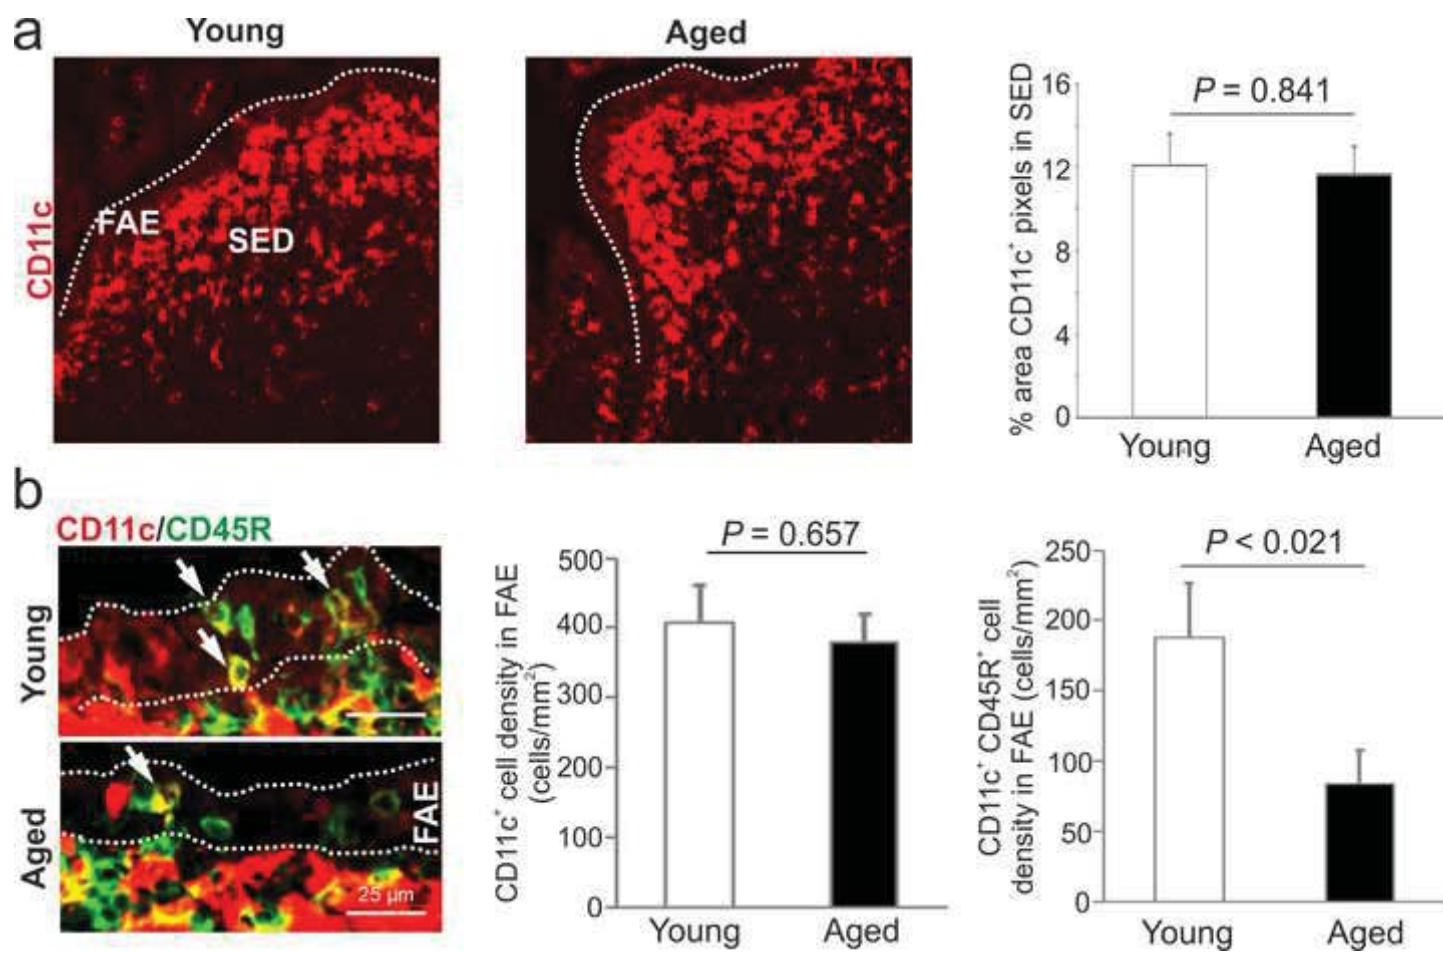 a
Young
Aged
CD11c
FAE
SED
% area CD11c⁺ pixels in SED
16
12
8
4
0
P = 0.841
Young
Aged
b
CD11c/CD45R
Young
Aged
FAE
25 µm
CD11c⁺ cell density in FAE
(cells/mm²)
500
400
300
200
100
0
P = 0.657
Young
Aged
CD11c⁺ CD45R⁺ cell
density in FAE (cells/mm²)
250
200
150
100
50
0
P < 0.021
Young
Aged